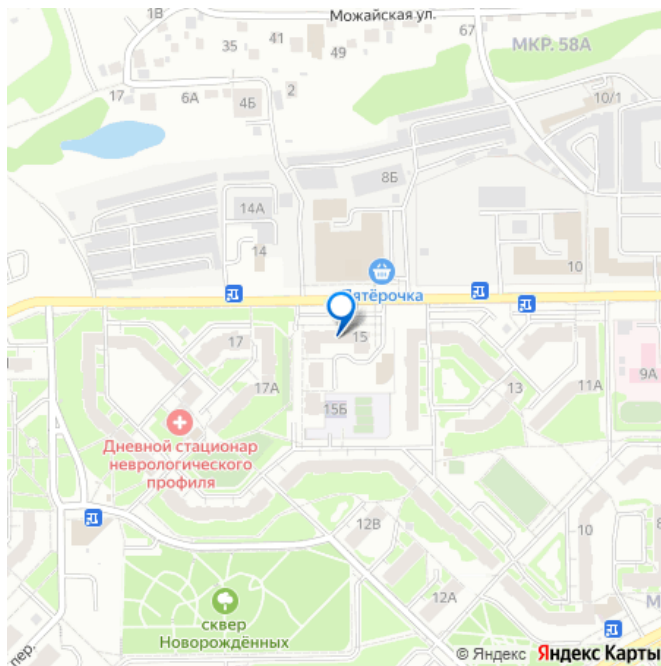 1В
Можайская ул.
67
35
41
49
МКР. 58А
17
6А
4Б
2
10/1
8Б
14А
14
10
Пятёрочка
17
15
9А
17А
13
11А
15Б
Дневной стационар
неврологического
профиля
12В
10
12А
сквер
Новорождённых
пер.
М
© Яндекс Яндекс Карты